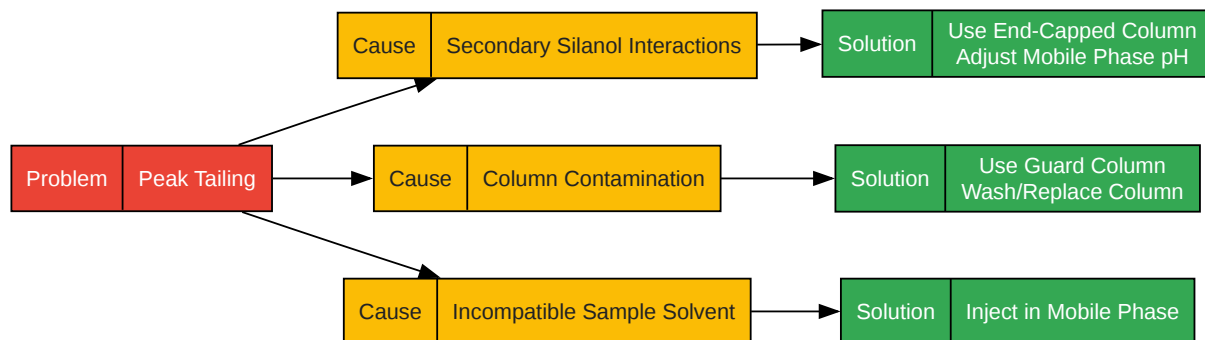 Cause Secondary Silanol Interactions
Solution Use End-Capped Column
Adjust Mobile Phase pH
Problem Peak Tailing
Cause Column Contamination
Solution Use Guard Column
Wash/Replace Column
Cause Incompatible Sample Solvent
Solution Inject in Mobile Phase